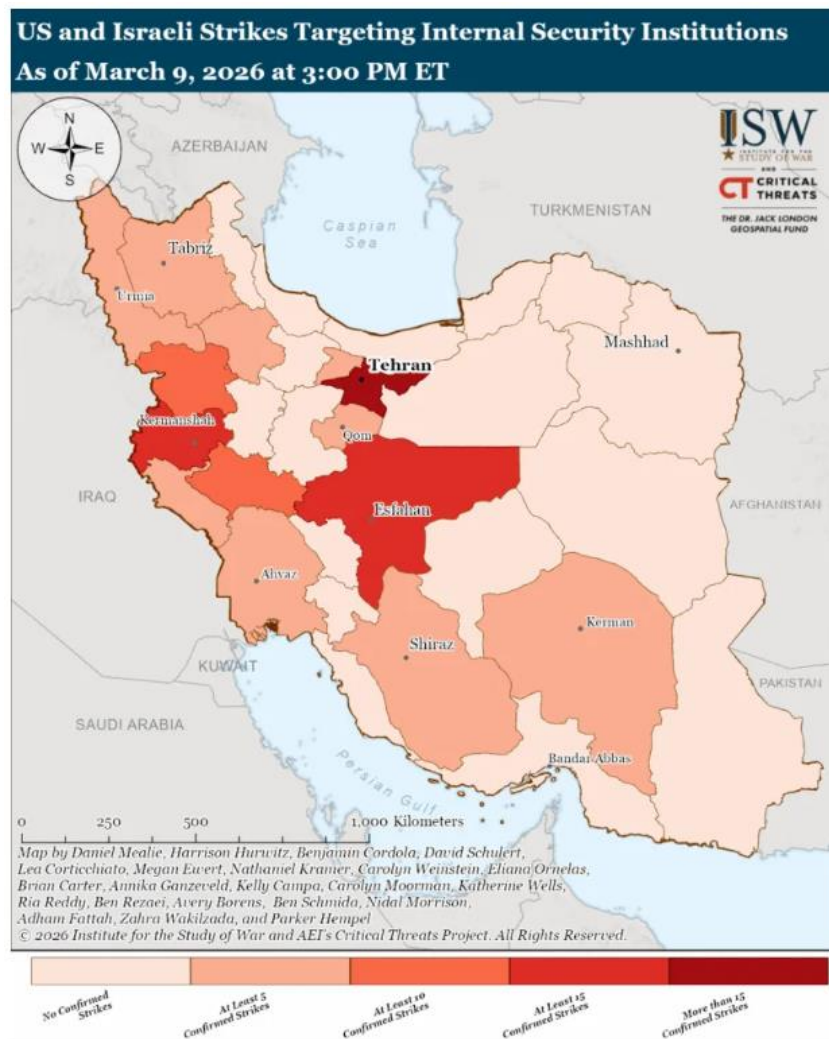 US and Israeli Strikes Targeting Internal Security Institutions
As of March 9, 2026 at 3:00 PM ET
N
W E
S
ISW
INSTITUTE FOR THE
STUDY OF WAR
AND
CT CRITICAL
THREATS
THE DR. JACK LONDON
GEOSPATIAL FUND
AZERBAIJAN
Caspian
Sea
TURKMENISTAN
Tabriz
Urmia
Mashhad
Tehran
Kermanshah
Qom
IRAQ
Esfahan
AFGHANISTAN
Ahvaz
Kerman
Shiraz
KUWAIT
PAKISTAN
SAUDI ARABIA
Bandar Abbas
Persian Gulf
0 250 500 1,000 Kilometers
Map by Daniel Mealie, Harrison Hurwitz, Benjamin Cordola, David Schulert,
Lea Corticchiato, Megan Ewert, Nathaniel Kramer, Carolyn Weinstein, Eliana Ornelas,
Brian Carter, Annika Ganzeveld, Kelly Campa, Carolyn Moorman, Katherine Wells,
Ria Reddy, Ben Rezaei, Avery Borens, Ben Schmida, Nidal Morrison,
Adham Fattah, Zahra Wakilzada, and Parker Hempel
© 2026 Institute for the Study of War and AEI's Critical Threats Project. All Rights Reserved.
No Confirmed
Strikes
At Least 5
Confirmed Strikes
At Least 10
Confirmed Strikes
At Least 15
Confirmed Strikes
More than 15
Confirmed Strikes